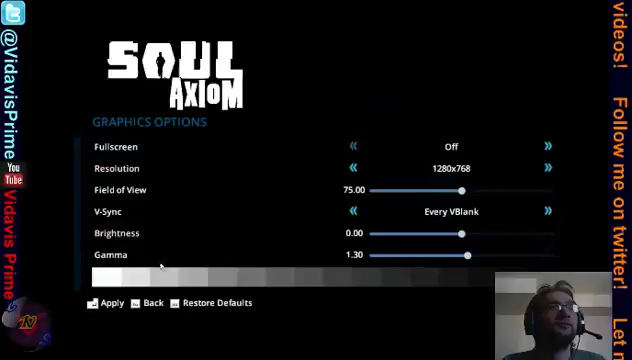 SOUL
AXIOM
GRAPHICS OPTIONS
Fullscreen « Off »
Resolution « 1280x768 »
Field of View 75.00
V-Sync « Every VBlank »
Brightness 0.00
Gamma 1.30
Apply Back Restore Defaults
@VidavisPrime
You
Tube
Vidavis Prime
videos!
Follow me on twitter!
Let